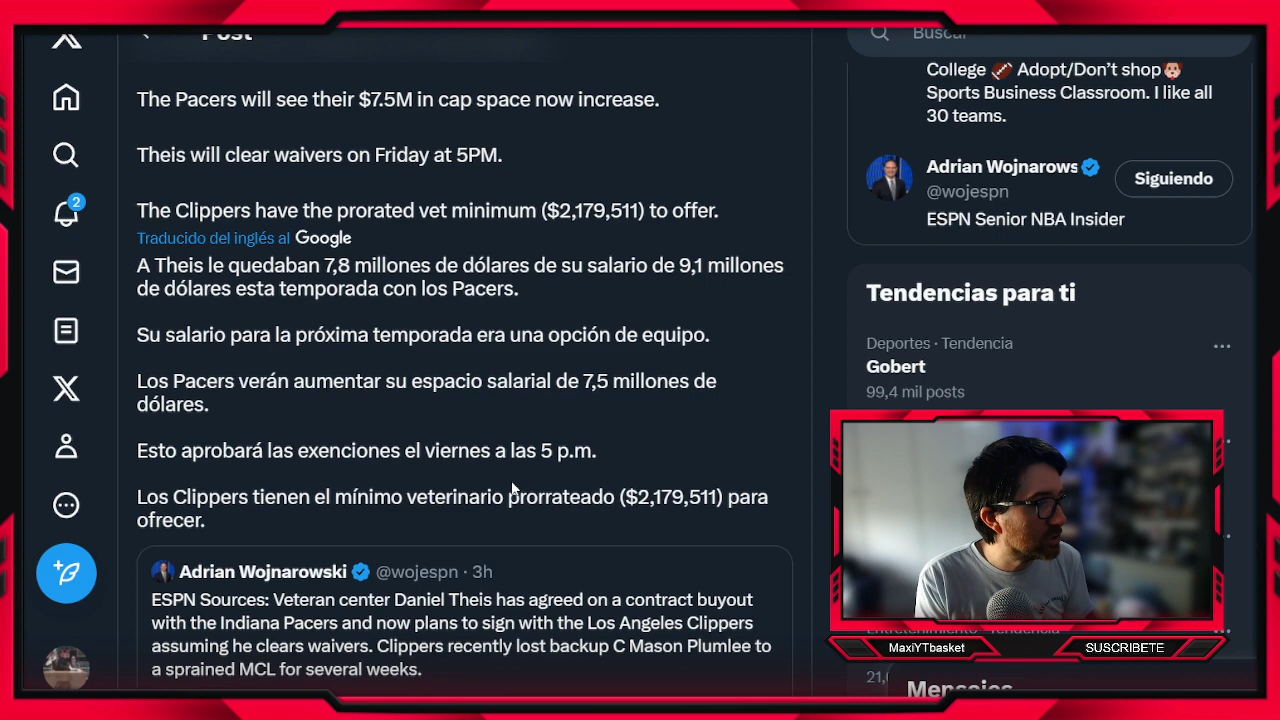 Post
The Pacers will see their $7.5M in cap space now increase.
Theis will clear waivers on Friday at 5PM.
The Clippers have the prorated vet minimum ($2,179,511) to offer.
Traducido del inglés al Google
A Theis le quedaban 7,8 millones de dólares de su salario de 9,1 millones
de dólares esta temporada con los Pacers.
Su salario para la próxima temporada era una opción de equipo.
Los Pacers verán aumentar su espacio salarial de 7,5 millones de
dólares.
Esto aprobará las exenciones el viernes a las 5 p.m.
Los Clippers tienen el mínimo veterinario prorrateado ($2,179,511) para
ofrecer.
Adrian Wojnarowski @wojespn · 3h
ESPN Sources: Veteran center Daniel Theis has agreed on a contract buyout
with the Indiana Pacers and now plans to sign with the Los Angeles Clippers
assuming he clears waivers. Clippers recently lost backup C Mason Plumlee to
a sprained MCL for several weeks.
2
Buscar
College 🏈 Adopt/Don't shop🐶
Sports Business Classroom. I like all
30 teams.
Adrian Wojnarows
@wojespn
Siguiendo
ESPN Senior NBA Insider
Tendencias para ti
Deportes · Tendencia
Gobert
99,4 mil posts
Entretenimiento · Tendencia
MaxiYTbasket
SUSCRIBETE
Mensajes